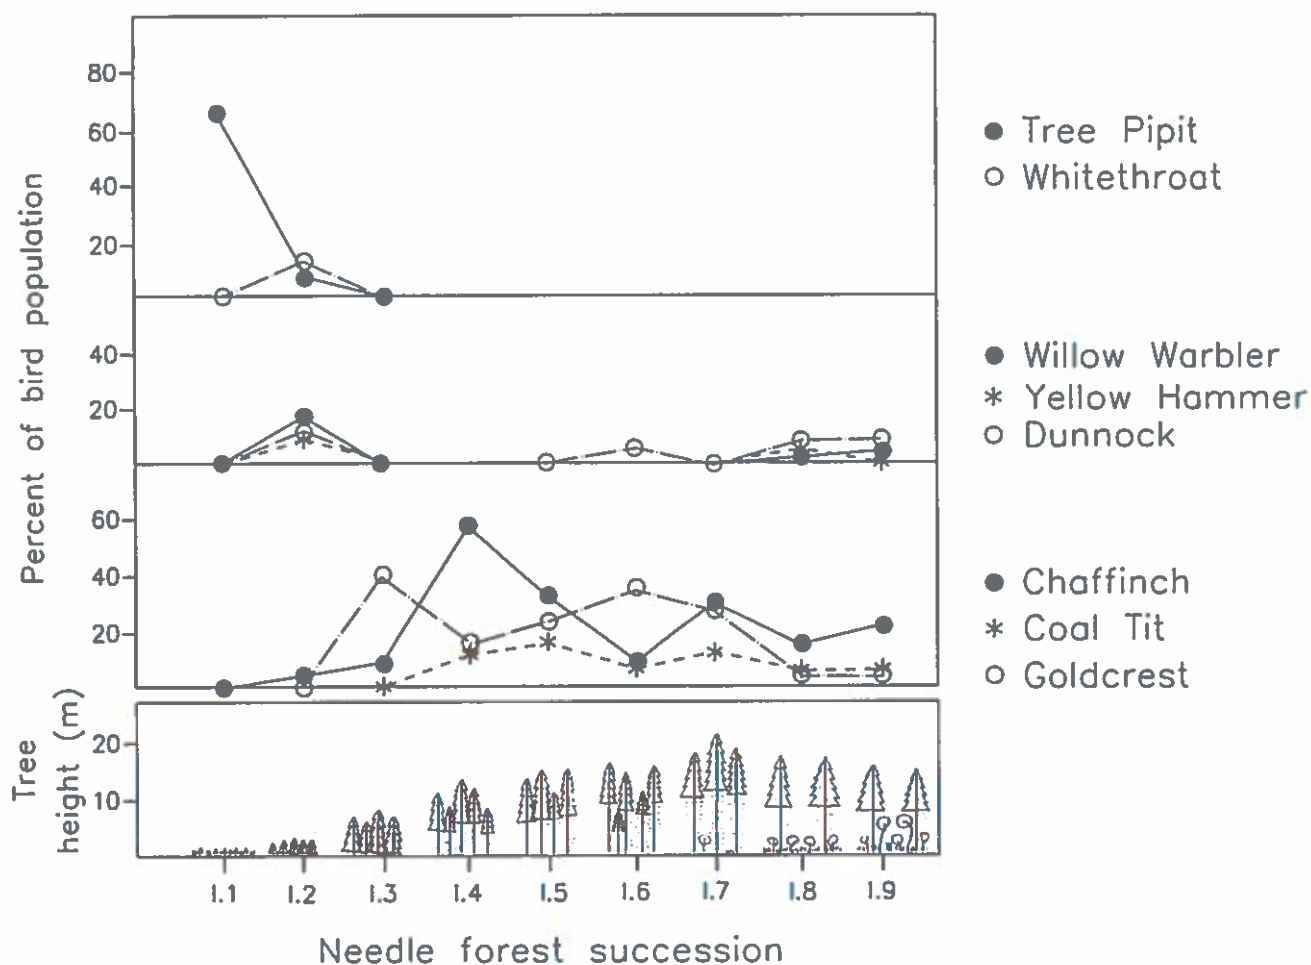 80
60
40
20
Tree Pipit
Whitethroat
Percent of bird population
40
20
Willow Warbler
Yellow Hammer
Dunnock
60
40
20
Chaffinch
Coal Tit
Goldcrest
Tree
height (m)
20
10
1.1 1.2 1.3 1.4 1.5 1.6 1.7 1.8 1.9
Needle forest succession